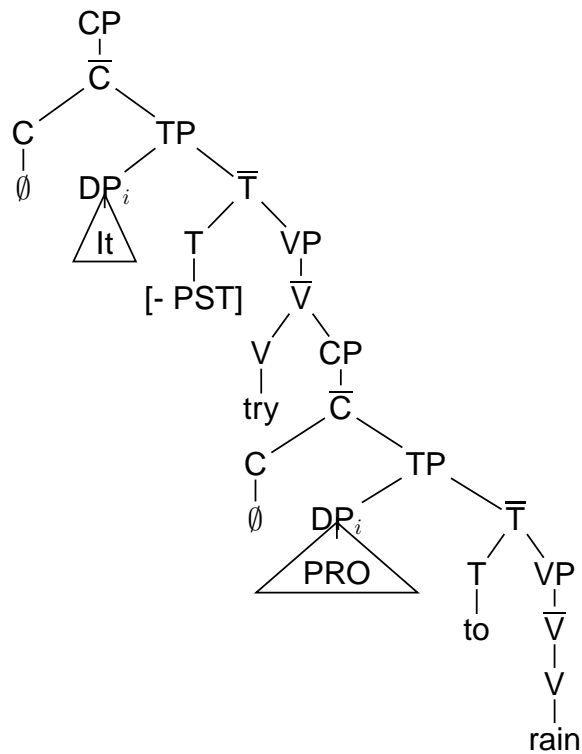 CP
C̅
C TP
∅ DPᵢ T̅
It T VP
[- PST] V̅
V CP
try C̅
C TP
∅ DPᵢ T̅
PRO T VP
to V̅
V
rain